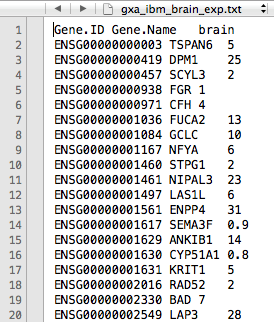 gxa_ibm_brain_exp.txt
1 Gene.ID Gene.Name brain
2 ENSG00000000003 TSPAN6 5
3 ENSG00000000419 DPM1 25
4 ENSG00000000457 SCYL3 2
5 ENSG00000000938 FGR 1
6 ENSG00000000971 CFH 4
7 ENSG00000001036 FUCA2 13
8 ENSG00000001084 GCLC 10
9 ENSG00000001167 NFYA 6
10 ENSG00000001460 STPG1 2
11 ENSG00000001461 NIPAL3 23
12 ENSG00000001497 LAS1L 6
13 ENSG00000001561 ENPP4 31
14 ENSG00000001617 SEMA3F 0.9
15 ENSG00000001629 ANKIB1 14
16 ENSG00000001630 CYP51A1 0.8
17 ENSG00000001631 KRIT1 5
18 ENSG00000002016 RAD52 2
19 ENSG00000002330 BAD 7
20 ENSG00000002549 LAP3 28